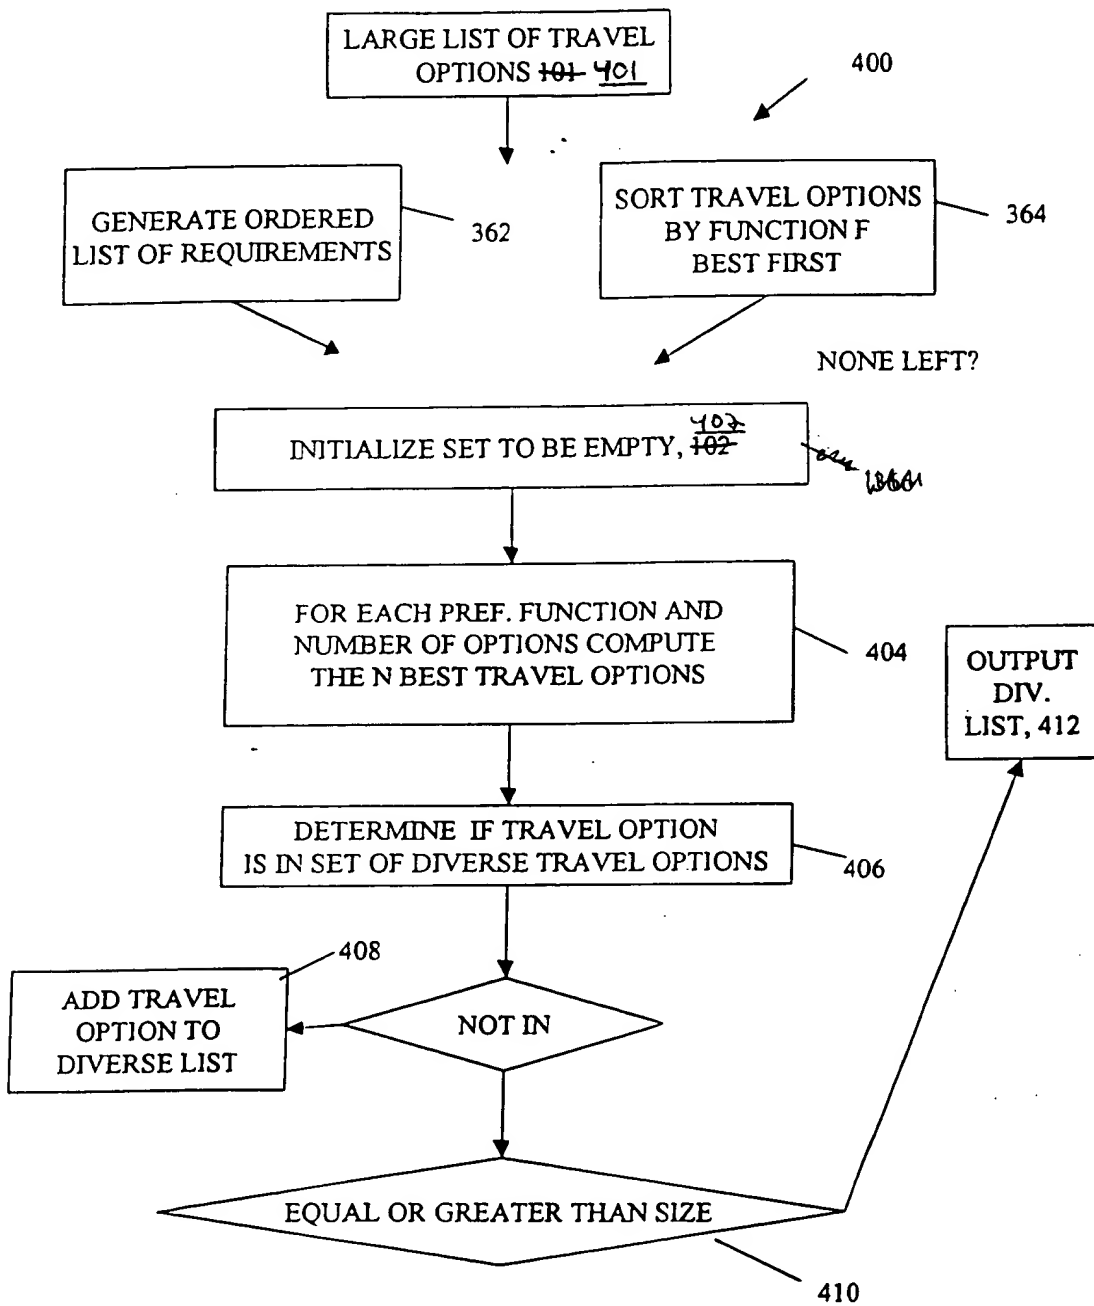 LARGE LIST OF TRAVEL
OPTIONS 101 401
400
GENERATE ORDERED
LIST OF REQUIREMENTS
362
SORT TRAVEL OPTIONS
BY FUNCTION F
BEST FIRST
364
NONE LEFT?
402
INITIALIZE SET TO BE EMPTY, 102
366
FOR EACH PREF. FUNCTION AND
NUMBER OF OPTIONS COMPUTE
THE N BEST TRAVEL OPTIONS
404
OUTPUT
DIV.
LIST, 412
DETERMINE IF TRAVEL OPTION
IS IN SET OF DIVERSE TRAVEL OPTIONS
406
408
ADD TRAVEL
OPTION TO
DIVERSE LIST
NOT IN
EQUAL OR GREATER THAN SIZE
410